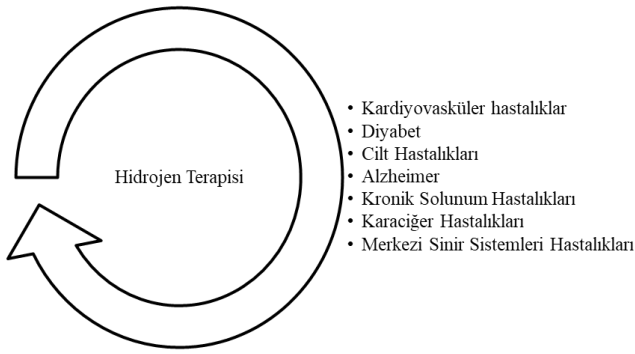 Hidrojen Terapisi
• Kardiyovasküler hastalıklar
• Diyabet
• Cilt Hastalıkları
• Alzheimer
• Kronik Solunum Hastalıkları
• Karaciğer Hastalıkları
• Merkezi Sinir Sistemleri Hastalıkları